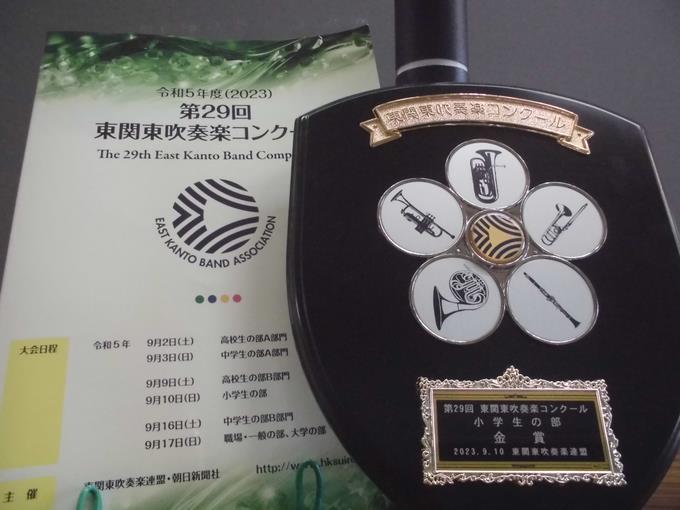 令和5年度(2023)
第29回
東関東吹奏楽コンクー
The 29th East Kanto Band Comp
EAST KANTO BAND ASSOCIATION
大会日程
令和5年 9月2日(土) 高校生の部A部門
9月3日(日) 中学生の部A部門
9月9日(土) 高校生の部B部門
9月10日(日) 小学生の部
9月16日(土) 中学生の部B部門
9月17日(日) 職場・一般の部、大学の部
主催
東関東吹奏楽連盟・朝日新聞社
http://www.hksuire
東関東吹奏楽コンクール
第29回 東関東吹奏楽コンクール
小学生の部
金賞
2023.9.10 東関東吹奏楽連盟